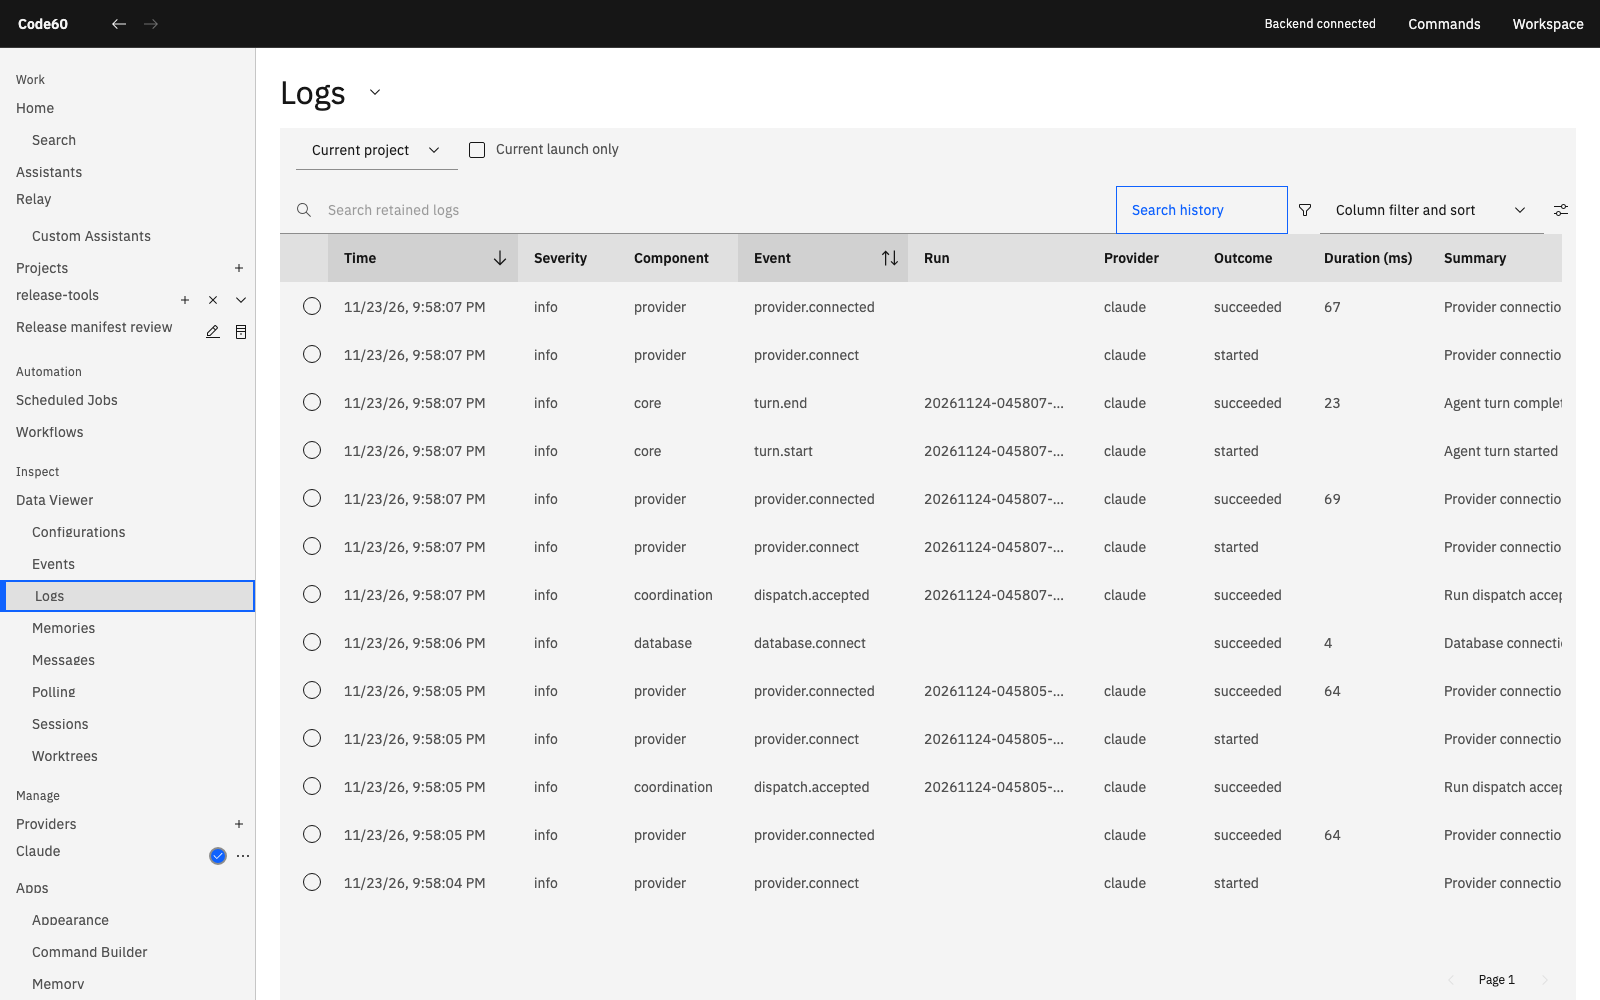 Code60
Backend connected Commands Workspace
Work
Home
Search
Assistants
Relay
Custom Assistants
Projects
release-tools
Release manifest review
Automation
Scheduled Jobs
Workflows
Inspect
Data Viewer
Configurations
Events
Logs
Memories
Messages
Polling
Sessions
Worktrees
Manage
Providers
Claude
Apps
Appearance
Command Builder
Memory
Logs
Current project Current launch only
Search retained logs Search history Column filter and sort
Time Severity Component Event Run Provider Outcome Duration (ms) Summary
11/23/26, 9:58:07 PM info provider provider.connected claude succeeded 67 Provider connectio
11/23/26, 9:58:07 PM info provider provider.connect claude started Provider connectio
11/23/26, 9:58:07 PM info core turn.end 20261124-045807-... claude succeeded 23 Agent turn complet
11/23/26, 9:58:07 PM info core turn.start 20261124-045807-... claude started Agent turn started
11/23/26, 9:58:07 PM info provider provider.connected 20261124-045807-... claude succeeded 69 Provider connectio
11/23/26, 9:58:07 PM info provider provider.connect 20261124-045807-... claude started Provider connectio
11/23/26, 9:58:07 PM info coordination dispatch.accepted 20261124-045807-... claude succeeded Run dispatch accep
11/23/26, 9:58:06 PM info database database.connect succeeded 4 Database connecti
11/23/26, 9:58:05 PM info provider provider.connected 20261124-045805-... claude succeeded 64 Provider connectio
11/23/26, 9:58:05 PM info provider provider.connect 20261124-045805-... claude started Provider connectio
11/23/26, 9:58:05 PM info coordination dispatch.accepted 20261124-045805-... claude succeeded Run dispatch accep
11/23/26, 9:58:05 PM info provider provider.connected claude succeeded 64 Provider connectio
11/23/26, 9:58:04 PM info provider provider.connect claude started Provider connectio
Page 1